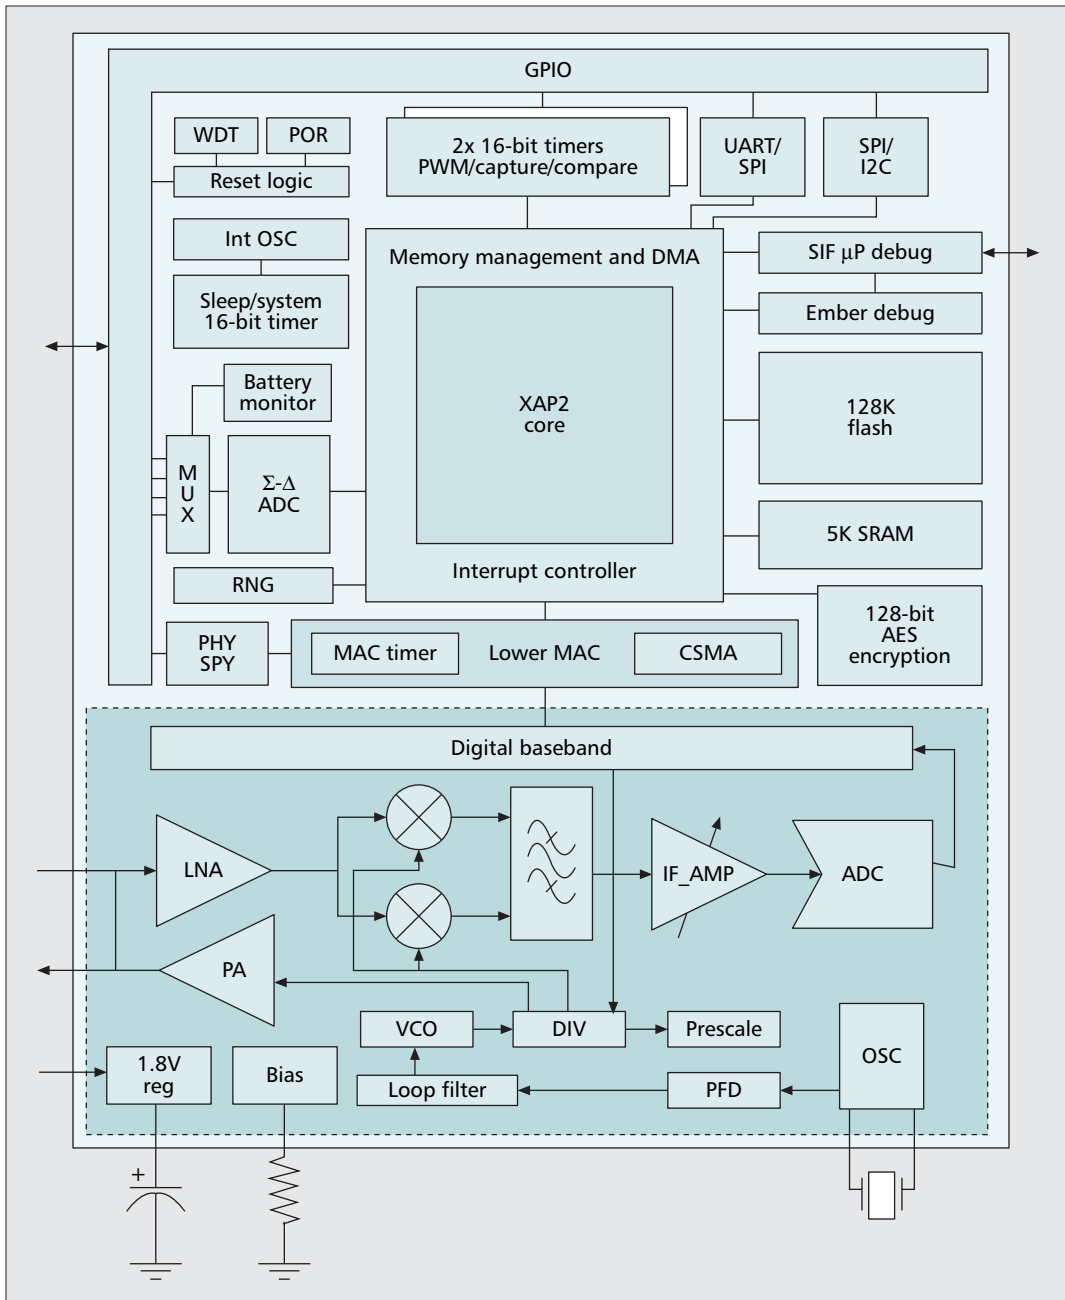 GPIO
WDT
POR
Reset logic
2x 16-bit timers
PWM/capture/compare
UART/
SPI
SPI/
I2C
Int OSC
Sleep/system
16-bit timer
Memory management and DMA
SIF µP debug
Ember debug
Battery
monitor
XAP2
core
128K
flash
M
U
X
Σ-Δ
ADC
5K SRAM
RNG
Interrupt controller
128-bit
AES
encryption
PHY
SPY
MAC timer
Lower MAC
CSMA
Digital baseband
LNA
IF_AMP
ADC
PA
VCO
DIV
Prescale
OSC
1.8V
reg
Bias
Loop filter
PFD
+